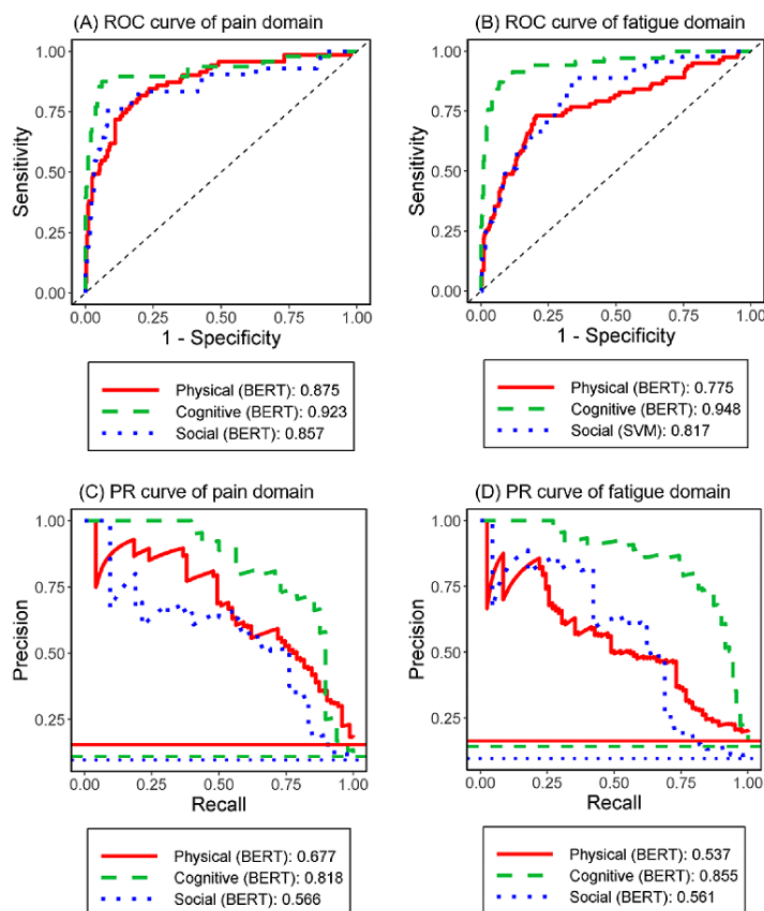 (A) ROC curve of pain domain
1.00
0.75
0.50
0.25
0.00
Sensitivity
0.00 0.25 0.50 0.75 1.00
1 - Specificity
Physical (BERT): 0.875
Cognitive (BERT): 0.923
Social (BERT): 0.857
(B) ROC curve of fatigue domain
1.00
0.75
0.50
0.25
0.00
Sensitivity
0.00 0.25 0.50 0.75 1.00
1 - Specificity
Physical (BERT): 0.775
Cognitive (BERT): 0.948
Social (SVM): 0.817
(C) PR curve of pain domain
1.00
0.75
0.50
0.25
Precision
0.00 0.25 0.50 0.75 1.00
Recall
Physical (BERT): 0.677
Cognitive (BERT): 0.818
Social (BERT): 0.566
(D) PR curve of fatigue domain
1.00
0.75
0.50
0.25
Precision
0.00 0.25 0.50 0.75 1.00
Recall
Physical (BERT): 0.537
Cognitive (BERT): 0.855
Social (BERT): 0.561